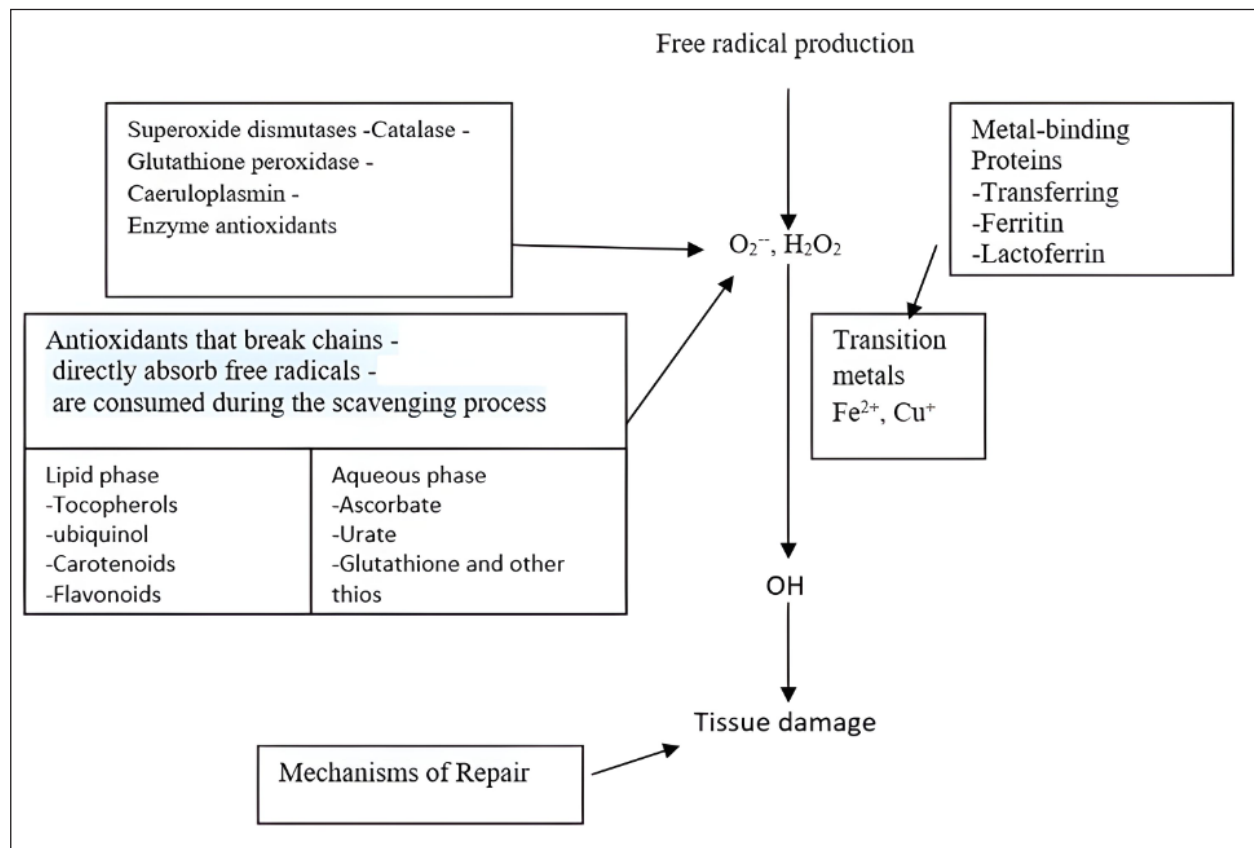 Free radical production
Superoxide dismutases -Catalase -
Glutathione peroxidase -
Caeruloplasmin -
Enzyme antioxidants
Metal-binding
Proteins
-Transferring
-Ferritin
-Lactoferrin
O₂⁻⁻, H₂O₂
Antioxidants that break chains -
directly absorb free radicals -
are consumed during the scavenging process
Transition
metals
Fe²⁺, Cu⁺
Lipid phase
-Tocopherols
-ubiquinol
-Carotenoids
-Flavonoids
Aqueous phase
-Ascorbate
-Urate
-Glutathione and other
thios
OH
Tissue damage
Mechanisms of Repair